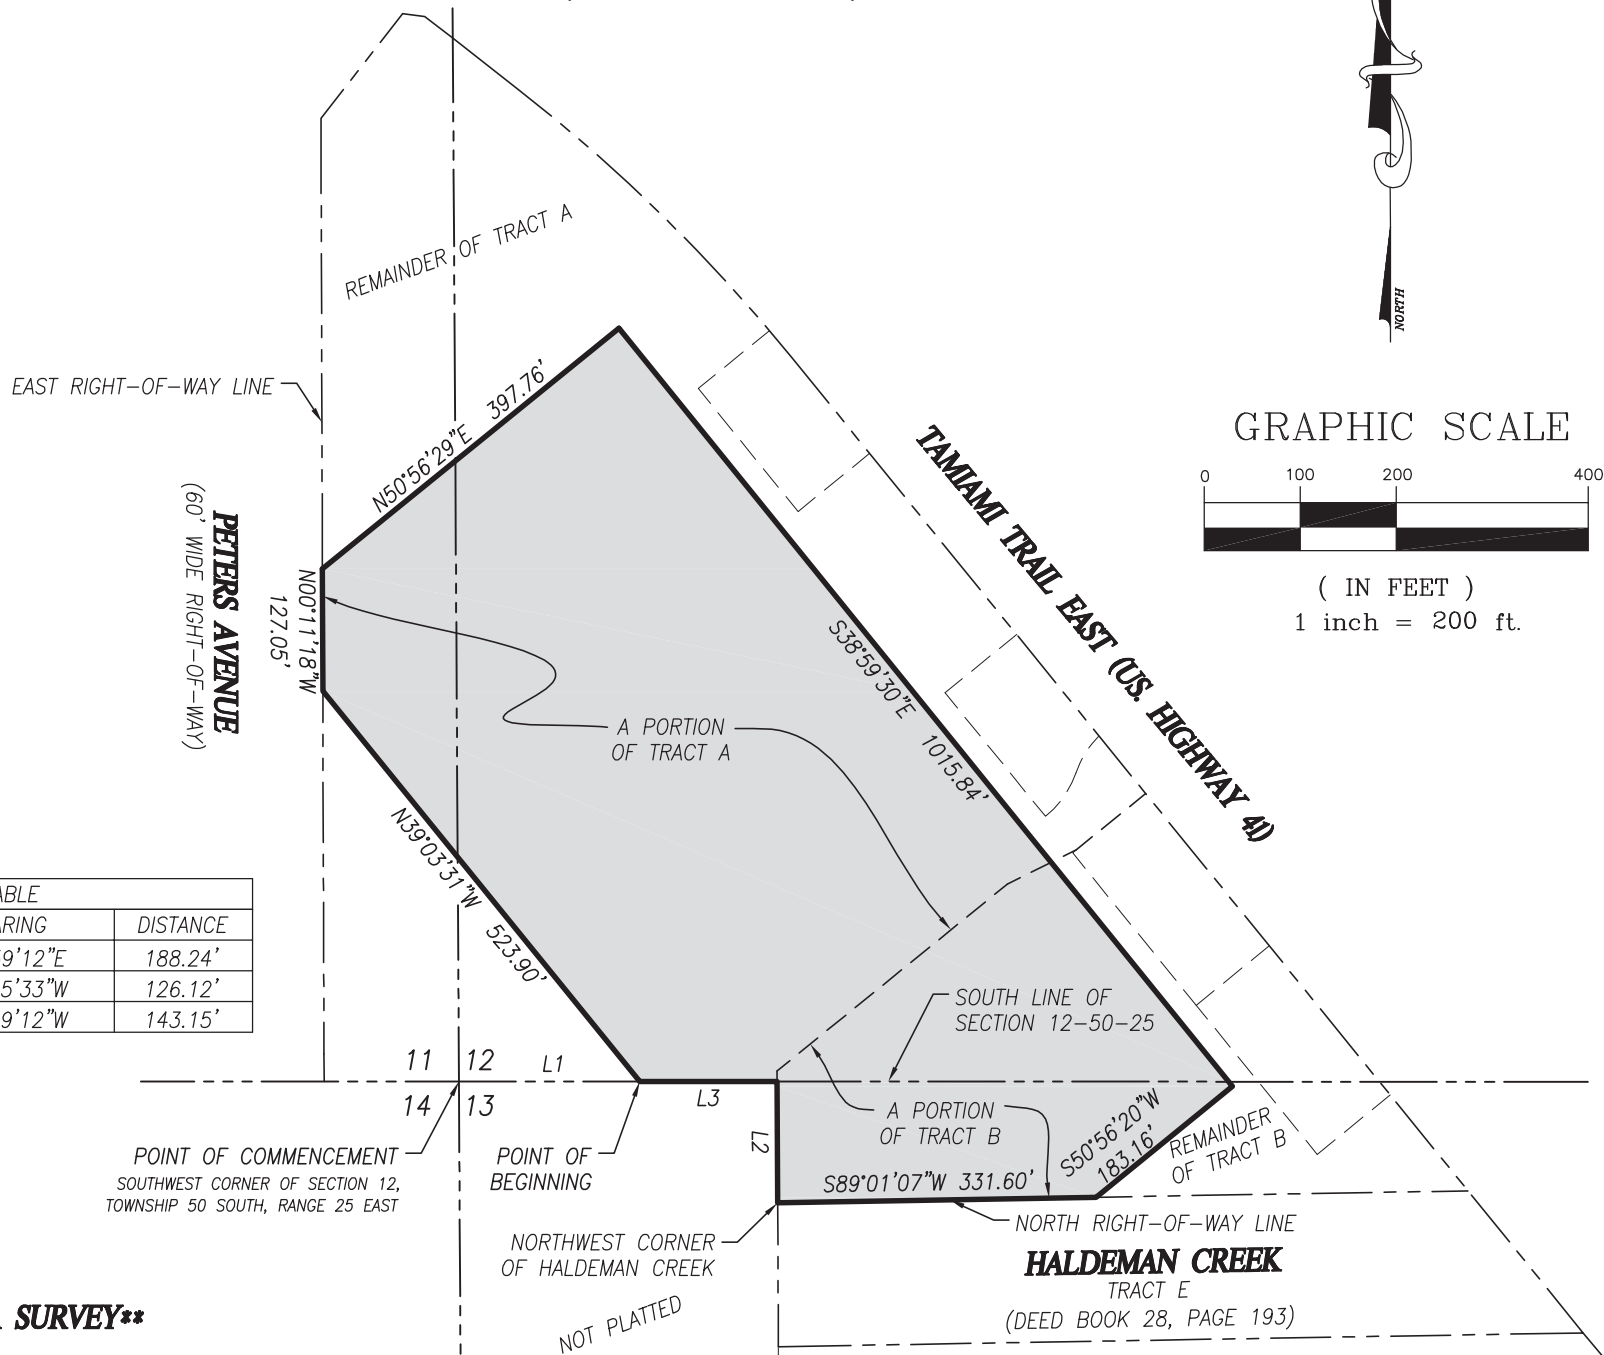 REMAINDER OF TRACT A
NORTH
EAST RIGHT-OF-WAY LINE
N50°56'29"E 397.76'
GRAPHIC SCALE
0 100 200 400
( IN FEET )
1 inch = 200 ft.
TAMIAMI TRAIL EAST (US. HIGHWAY 41)
PETERS AVENUE
(60' WIDE RIGHT-OF-WAY)
N00°11'18"W
127.05'
S38°59'30"E 1015.84'
A PORTION
OF TRACT A
N39°03'31"W 523.90'
DISTANCE
9'12"E 188.24'
5'33"W 126.12'
9'12"W 143.15'
SOUTH LINE OF
SECTION 12-50-25
11 12 L1
14 13
L3
L2
A PORTION
OF TRACT B
S50°56'20"W
183.16'
REMAINDER
OF TRACT B
POINT OF COMMENCEMENT
SOUTHWEST CORNER OF SECTION 12,
TOWNSHIP 50 SOUTH, RANGE 25 EAST
POINT OF
BEGINNING
S89°01'07"W 331.60'
NORTH RIGHT-OF-WAY LINE
NORTHWEST CORNER
OF HALDEMAN CREEK
HALDEMAN CREEK
TRACT E
(DEED BOOK 28, PAGE 193)
NOT PLATTED
SURVEY**